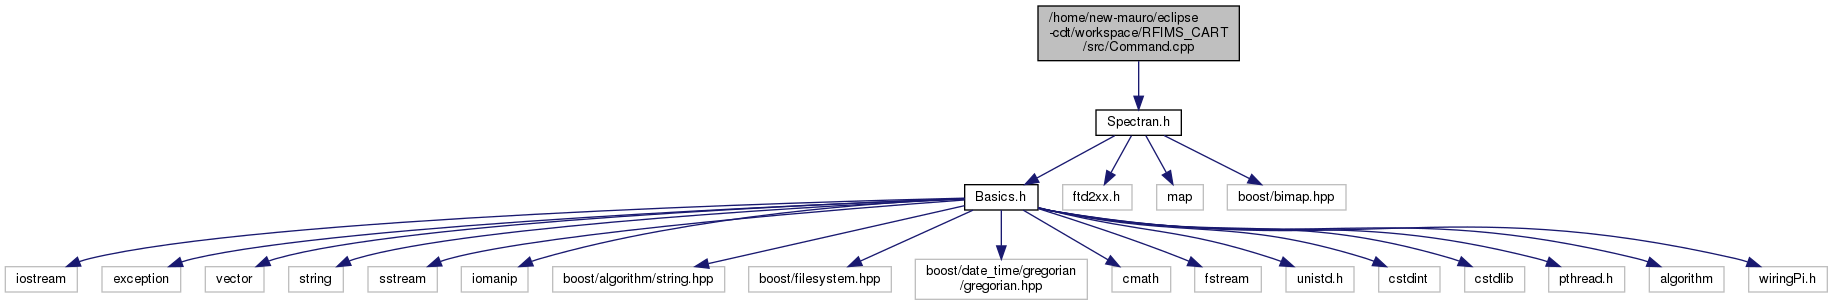 /home/new-mauro/eclipse
-cdt/workspace/RFIMS_CART
/src/Command.cpp
Spectran.h
Basics.h
ftd2xx.h
map
boost/bimap.hpp
iostream
exception
vector
string
sstream
iomanip
boost/algorithm/string.hpp
boost/filesystem.hpp
boost/date_time/gregorian
/gregorian.hpp
cmath
fstream
unistd.h
cstdint
cstdlib
pthread.h
algorithm
wiringPi.h